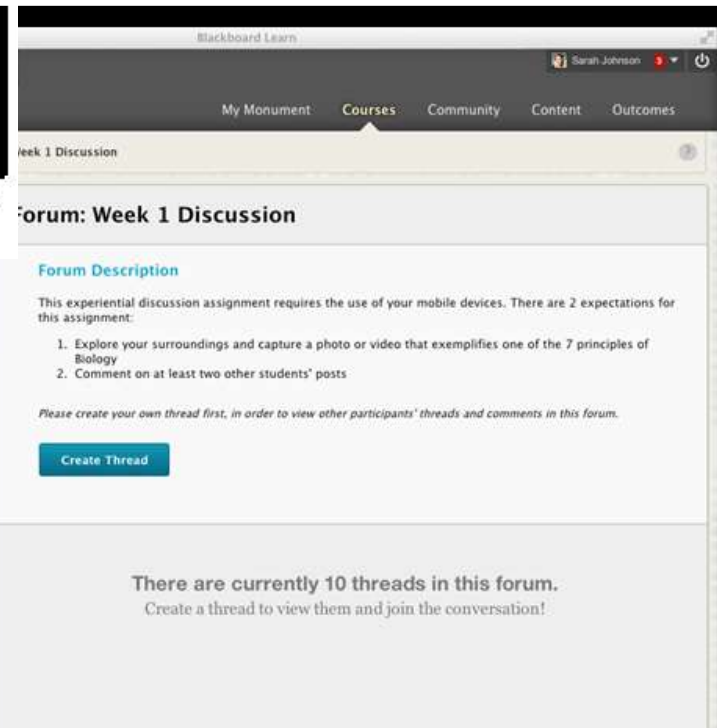 Blackboard Learn
Sarah Johnson 3
My Monument Courses Community Content Outcomes
Week 1 Discussion ?
Forum: Week 1 Discussion
Forum Description
This experiential discussion assignment requires the use of your mobile devices. There are 2 expectations for
this assignment:
1. Explore your surroundings and capture a photo or video that exemplifies one of the 7 principles of
Biology
2. Comment on at least two other students' posts
Please create your own thread first, in order to view other participants' threads and comments in this forum.
Create Thread
There are currently 10 threads in this forum.
Create a thread to view them and join the conversation!